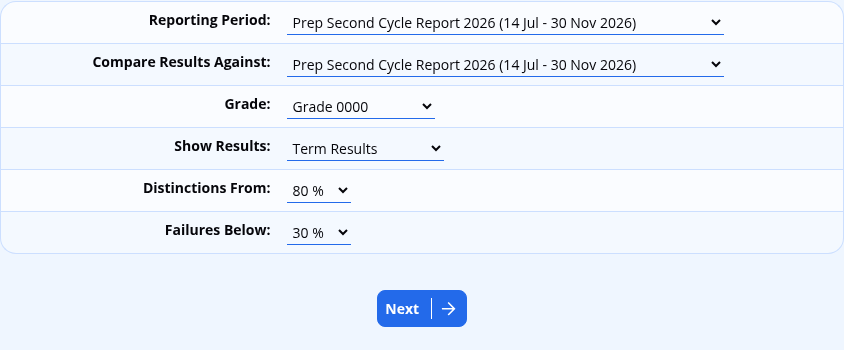 Reporting Period: Prep Second Cycle Report 2026 (14 Jul - 30 Nov 2026)
Compare Results Against: Prep Second Cycle Report 2026 (14 Jul - 30 Nov 2026)
Grade: Grade 0000
Show Results: Term Results
Distinctions From: 80 %
Failures Below: 30 %
Next